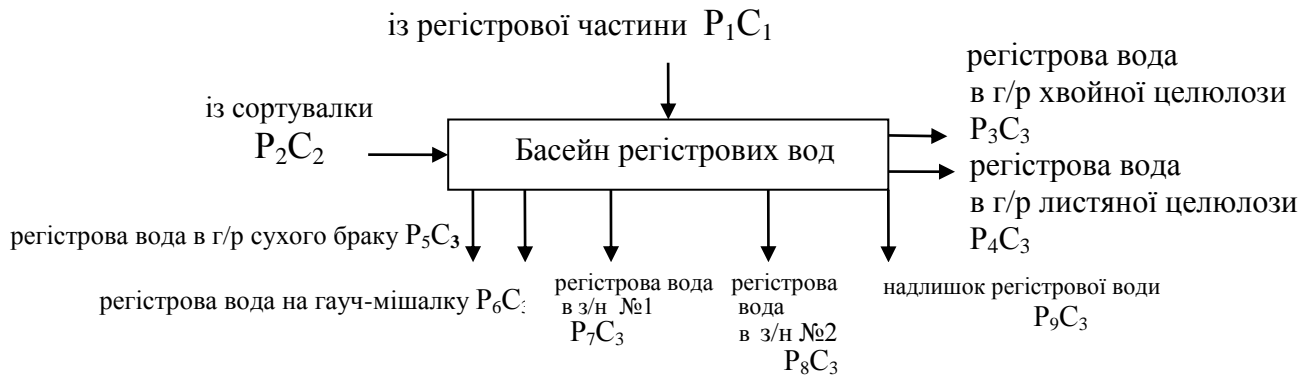 із регістрової частини P₁C₁
регістрова вода
в г/р хвойної целюлози
P₃C₃
із сортувалки
P₂C₂
Басейн регістрових вод
регістрова вода
в г/р листяної целюлози
P₄C₃
регістрова вода в г/р сухого браку P₅C₃
регістрова вода на гауч-мішалку P₆C₃
регістрова вода
в з/н №1
P₇C₃
регістрова
вода
в з/н №2
P₈C₃
надлишок регістрової води
P₉C₃